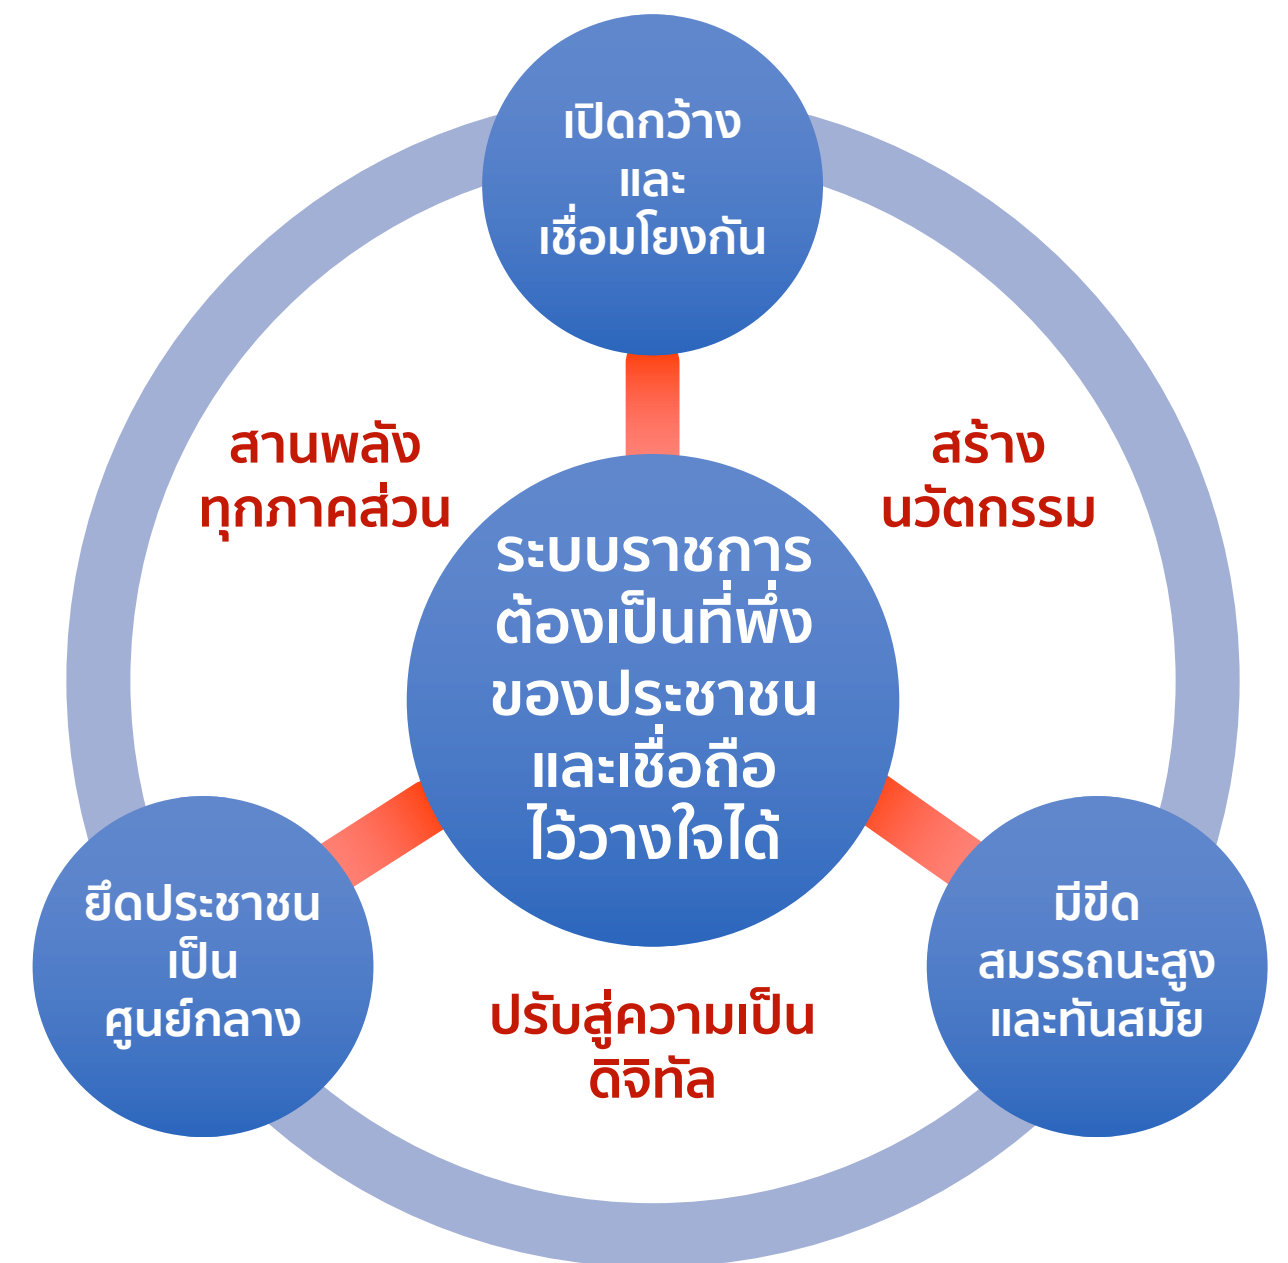 เปิดกว้าง
และ
เชื่อมโยงกัน
สานพลัง
ทุกภาคส่วน
สร้าง
นวัตกรรม
ระบบราชการ
ต้องเป็นที่พึ่ง
ของประชาชน
และเชื่อถือ
ไว้วางใจได้
ยึดประชาชน
เป็น
ศูนย์กลาง
มีขีด
สมรรถนะสูง
และทันสมัย
ปรับสู่ความเป็น
ดิจิทัล